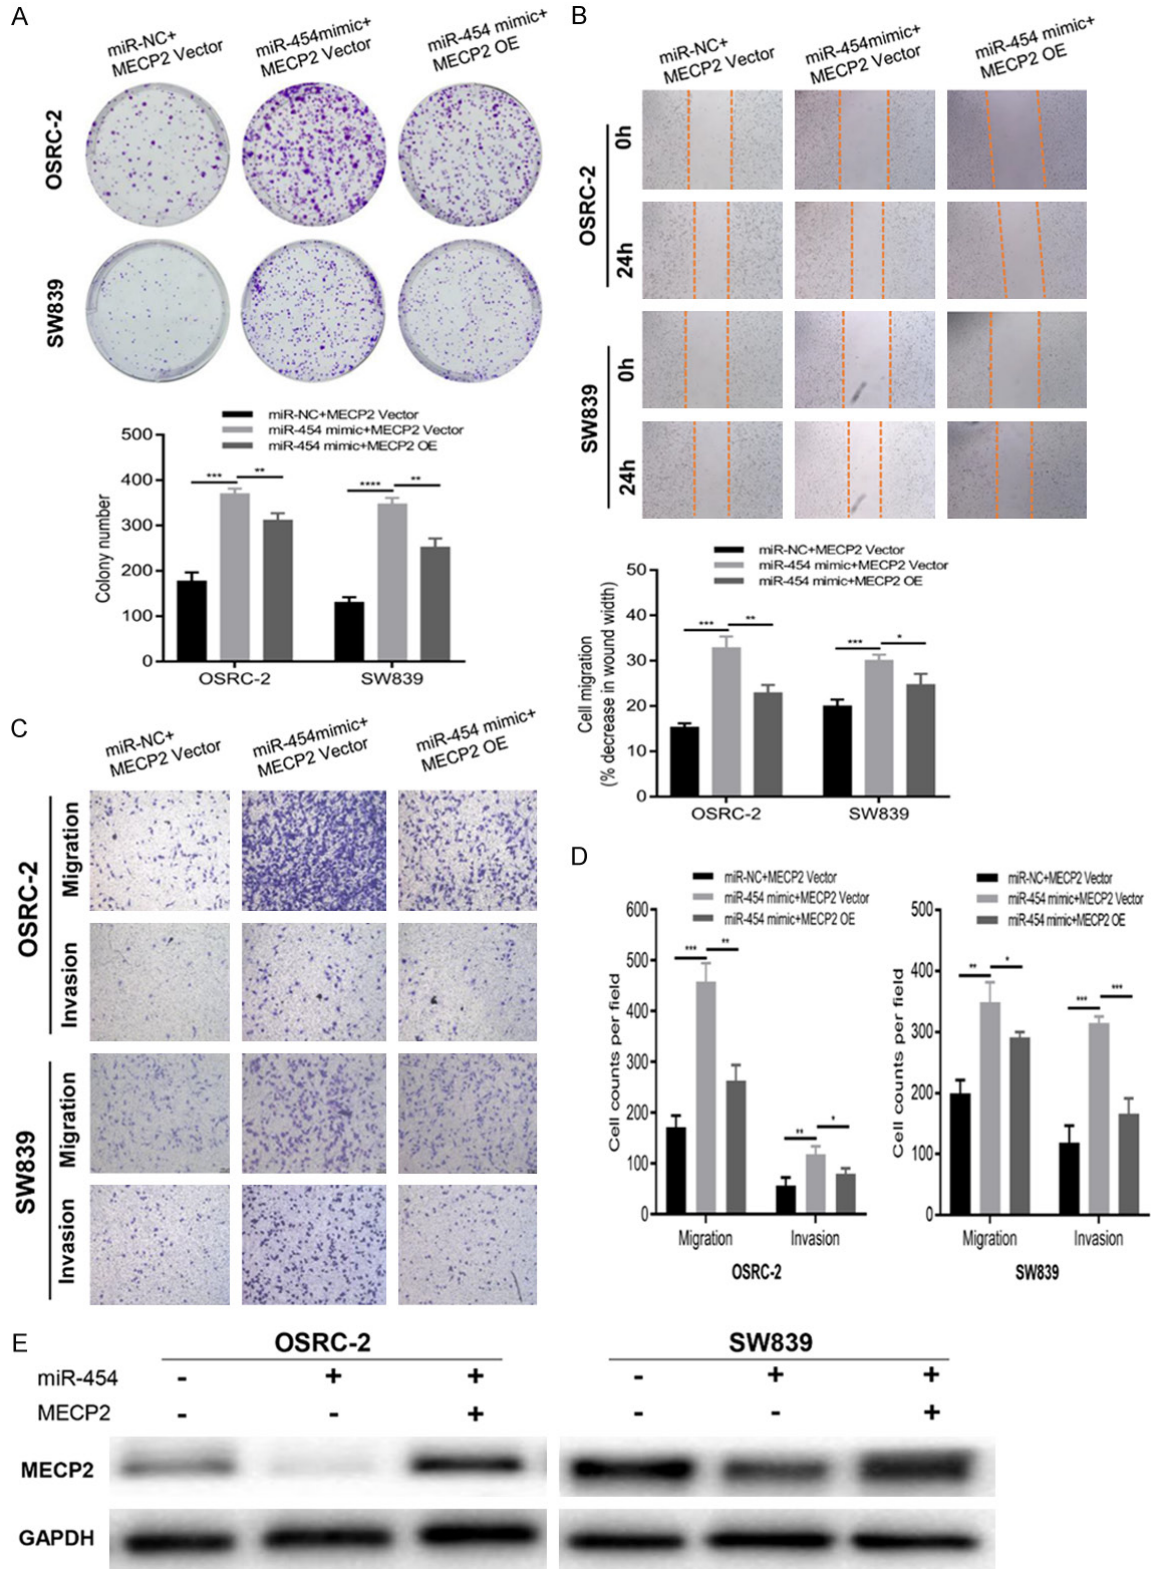 A
miR-NC+
MECP2 Vector
miR-454mimic+
MECP2 Vector
miR-454 mimic+
MECP2 OE
OSRC-2
SW839
miR-NC+MECP2 Vector
miR-454 mimic+MECP2 Vector
miR-454 mimic+MECP2 OE
Colony number
500
400
300
200
100
0
***
**
****
**
OSRC-2
SW839
B
miR-NC+
MECP2 Vector
miR-454mimic+
MECP2 Vector
miR-454 mimic+
MECP2 OE
OSRC-2
0h
24h
SW839
0h
24h
miR-NC+MECP2 Vector
miR-454 mimic+MECP2 Vector
miR-454 mimic+MECP2 OE
Cell migration
(% decrease in wound width)
50
40
30
20
10
0
***
**
***
*
OSRC-2
SW839
C
miR-NC+
MECP2 Vector
miR-454mimic+
MECP2 Vector
miR-454 mimic+
MECP2 OE
OSRC-2
Migration
Invasion
SW839
Migration
Invasion
D
miR-NC+MECP2 Vector
miR-454 mimic+MECP2 Vector
miR-454 mimic+MECP2 OE
Cell counts per field
600
500
400
300
200
100
0
***
**
**
*
Migration
Invasion
OSRC-2
miR-NC+MECP2 Vector
miR-454 mimic+MECP2 Vector
miR-454 mimic+MECP2 OE
Cell counts per field
500
400
300
200
100
0
**
*
***
***
Migration
Invasion
SW839
E
OSRC-2
SW839
miR-454 - + + - + +
MECP2 - - + - - +
MECP2
GAPDH